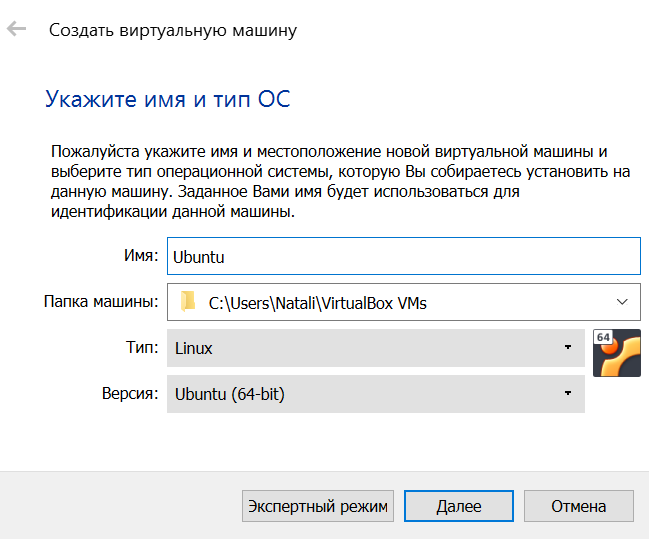 Создать виртуальную машину
Укажите имя и тип ОС
Пожалуйста укажите имя и местоположение новой виртуальной машины и
выберите тип операционной системы, которую Вы собираетесь установить на
данную машину. Заданное Вами имя будет использоваться для
идентификации данной машины.
Имя: Ubuntu
Папка машины: C:\Users\Natali\VirtualBox VMs
Тип: Linux
64
Версия: Ubuntu (64-bit)
Экспертный режим Далее Отмена